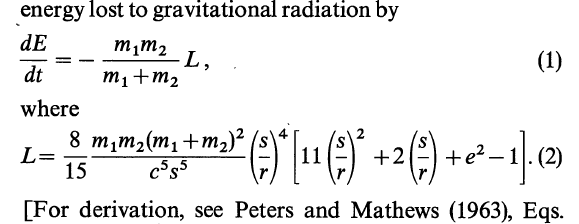 energy lost to gravitational radiation by
dE/dt = − m₁m₂/(m₁+m₂) L, (1)
where
L = 8/15 m₁m₂(m₁+m₂)²/(c⁵s⁵) (s/r)⁴ [11 (s/r)² + 2 (s/r) + e² − 1]. (2)
[For derivation, see Peters and Mathews (1963), Eqs.